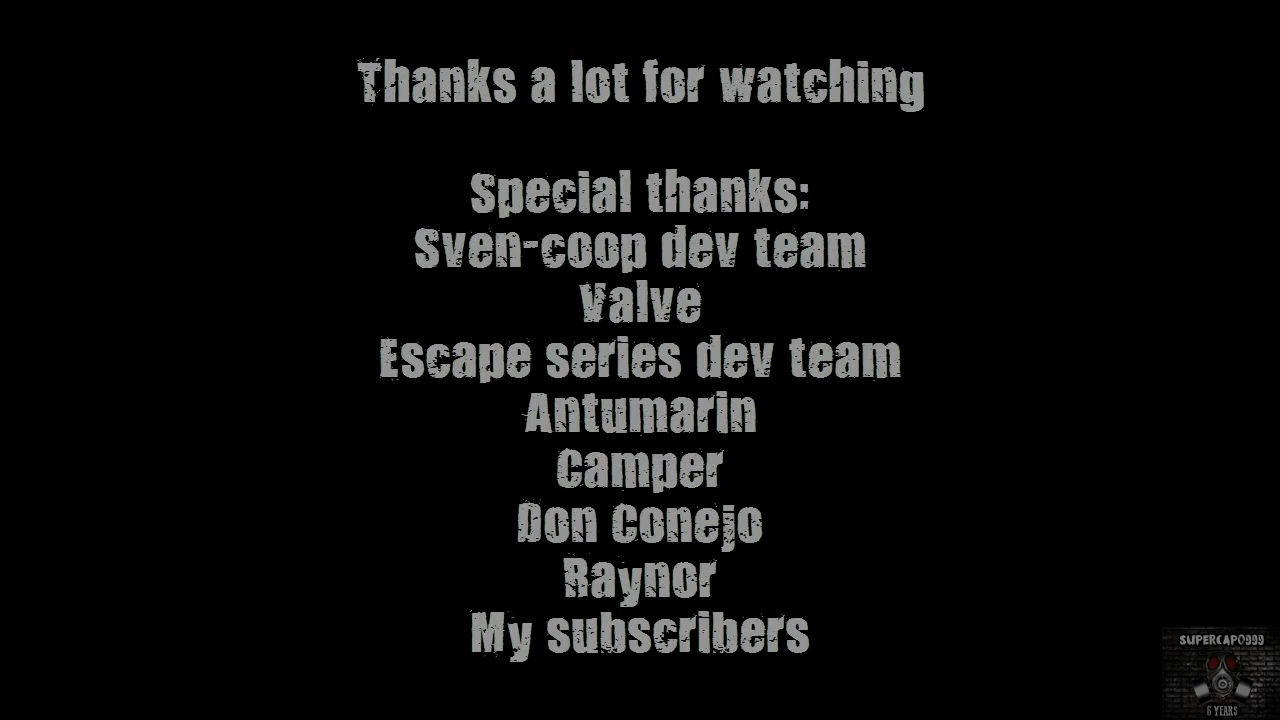 Thanks a lot for watching
Special thanks:
Sven-coop dev team
Valve
Escape series dev team
Antumarin
Camper
Don Conejo
Raynor
My subscribers
SUPERCAPO999
6 YEARS